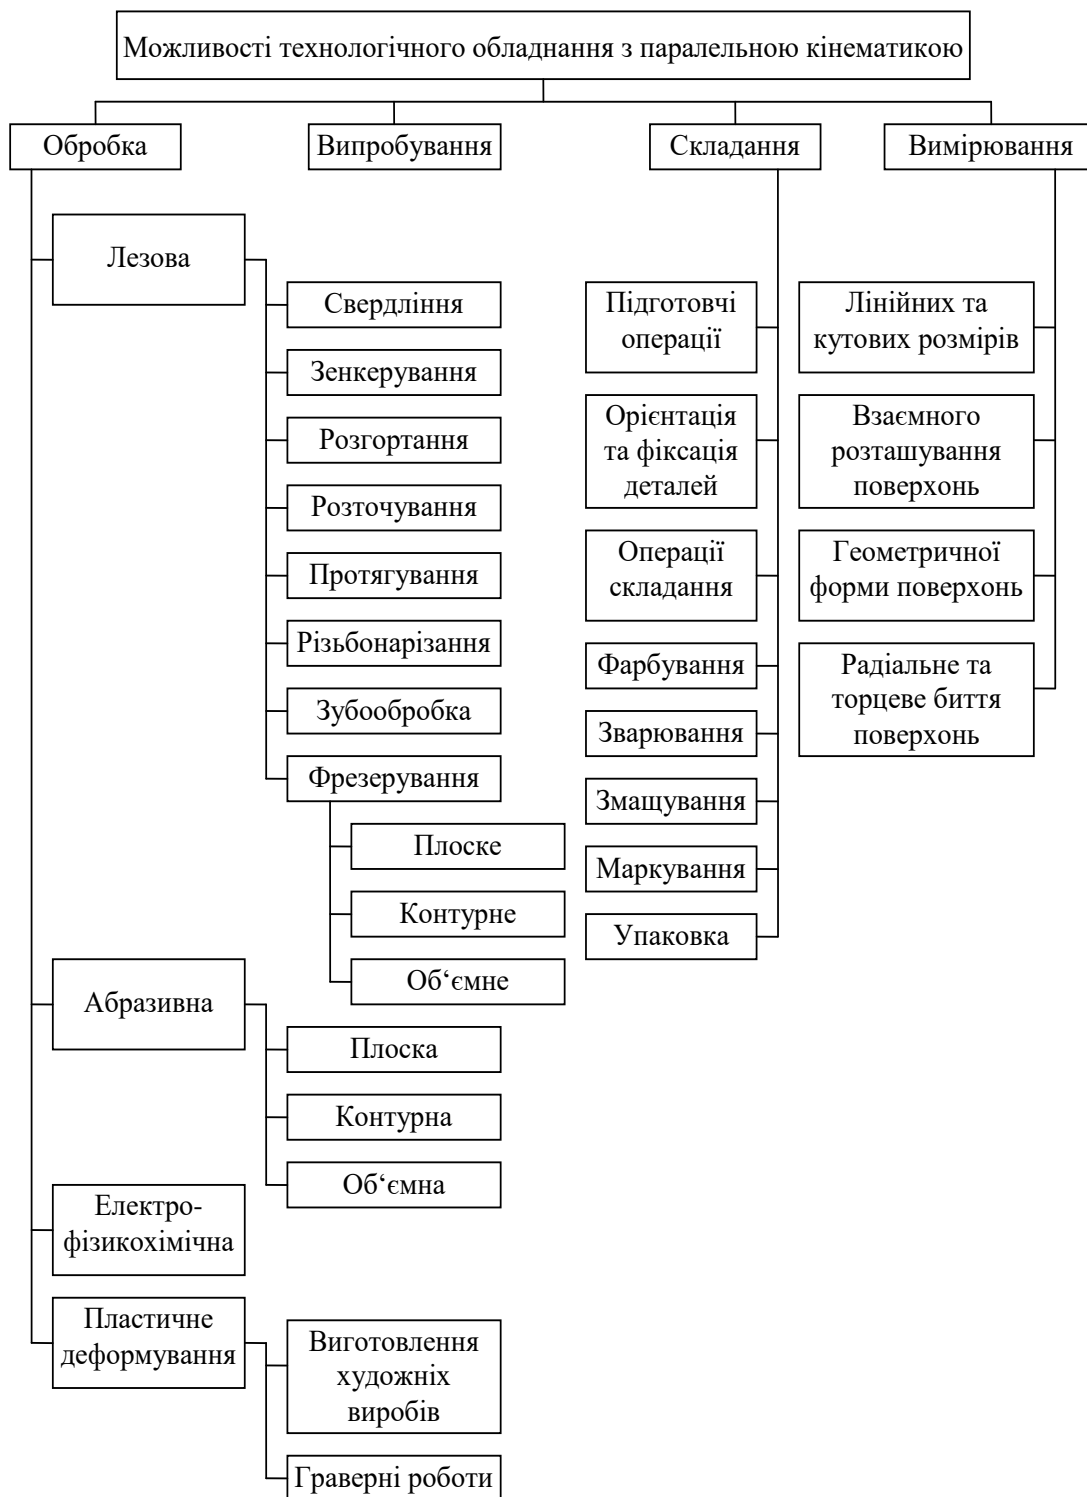 Можливості технологічного обладнання з паралельною кінематикою
Обробка
Випробування
Складання
Вимірювання
Лезова
Свердління
Зенкерування
Розгортання
Розточування
Протягування
Різьбонарізання
Зубообробка
Фрезерування
Плоске
Контурне
Об‘ємне
Абразивна
Плоска
Контурна
Об‘ємна
Електро-
фізикохімічна
Пластичне
деформування
Виготовлення
художніх
виробів
Граверні роботи
Підготовчі
операції
Орієнтація
та фіксація
деталей
Операції
складання
Фарбування
Зварювання
Змащування
Маркування
Упаковка
Лінійних та
кутових розмірів
Взаємного
розташування
поверхонь
Геометричної
форми поверхонь
Радіальне та
торцеве биття
поверхонь